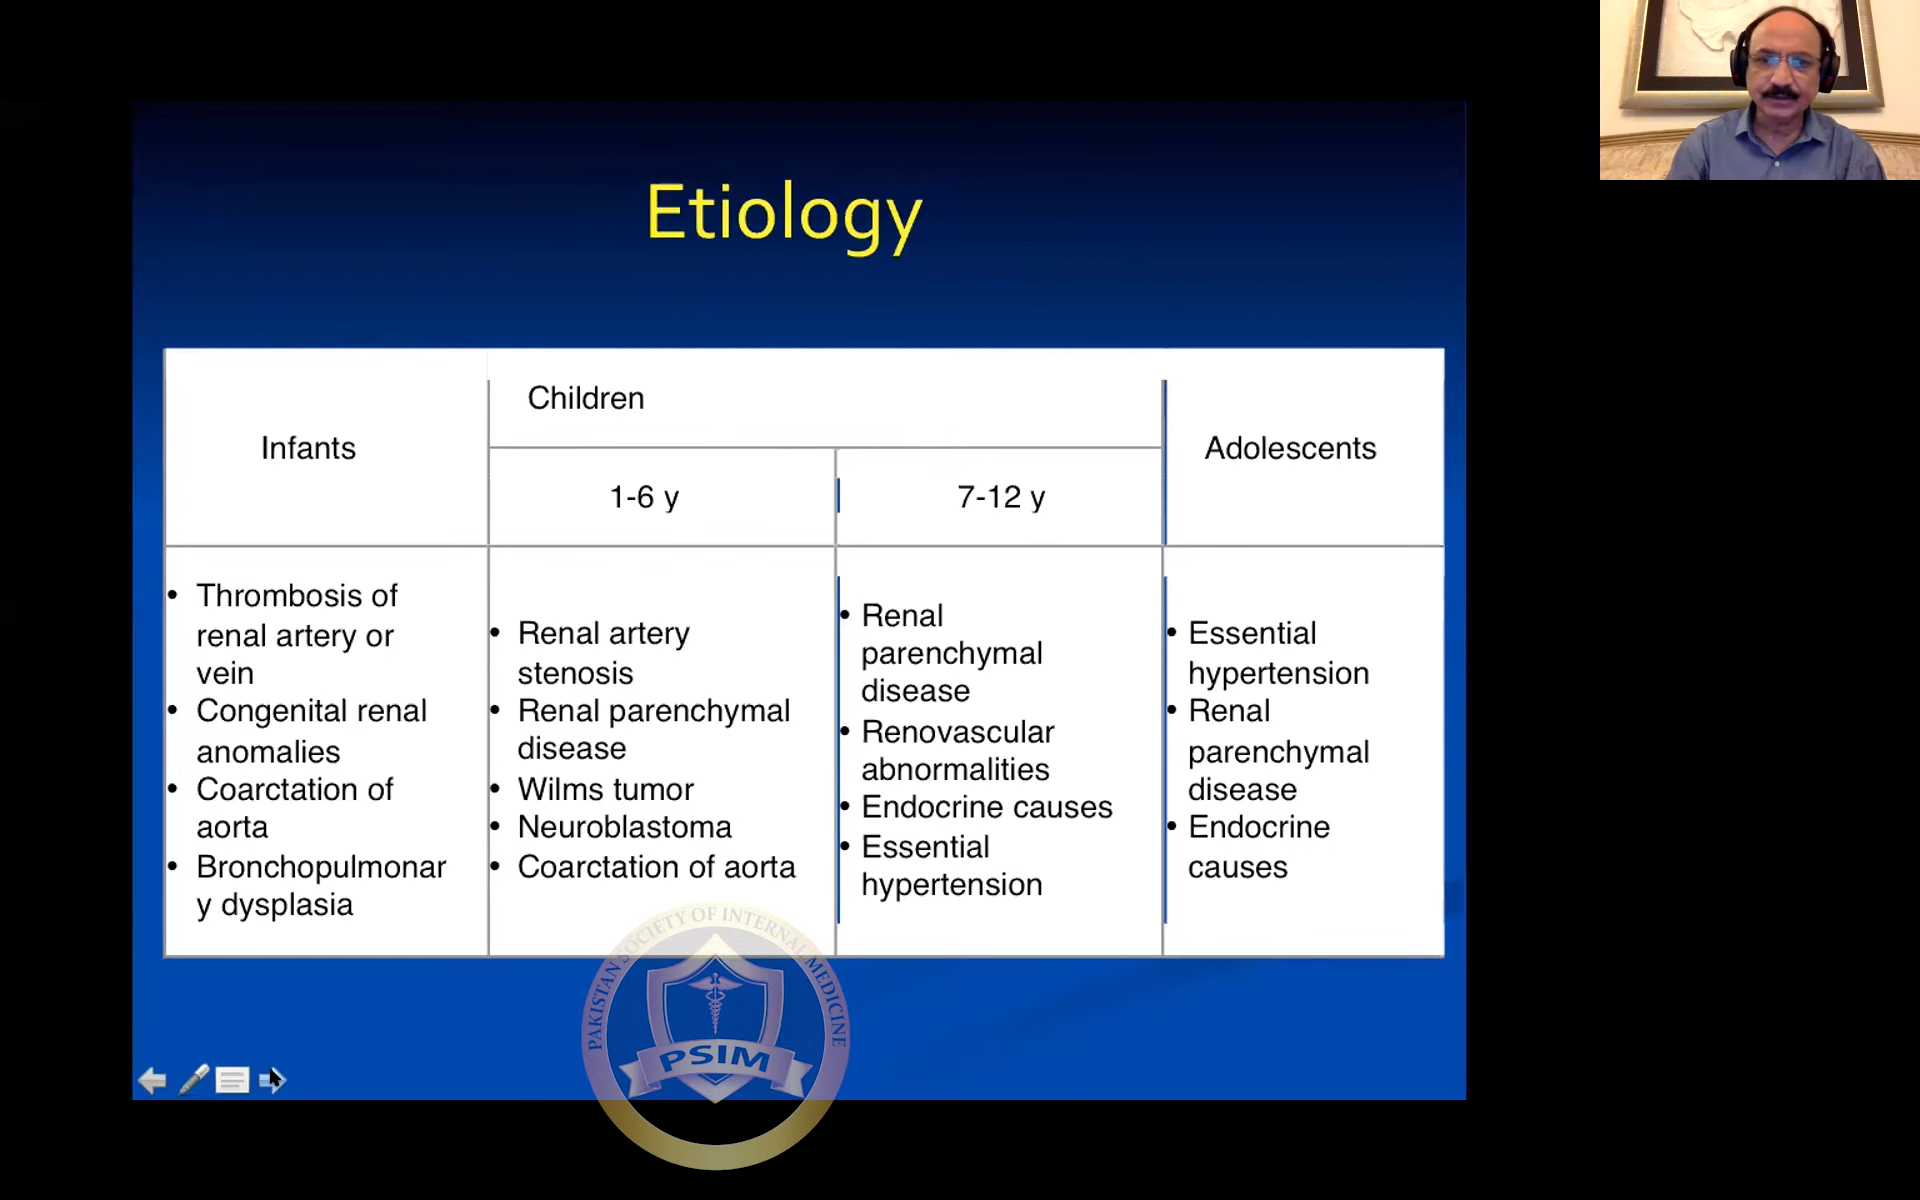 Etiology
Infants
Children
Adolescents
1-6 y
7-12 y
• Thrombosis of
renal artery or
vein
• Congenital renal
anomalies
• Coarctation of
aorta
• Bronchopulmonar
y dysplasia
• Renal artery
stenosis
• Renal parenchymal
disease
• Wilms tumor
• Neuroblastoma
• Coarctation of aorta
• Renal
parenchymal
disease
• Renovascular
abnormalities
• Endocrine causes
• Essential
hypertension
• Essential
hypertension
• Renal
parenchymal
disease
• Endocrine
causes
PAKISTAN SOCIETY OF INTERNAL MEDICINE
PSIM